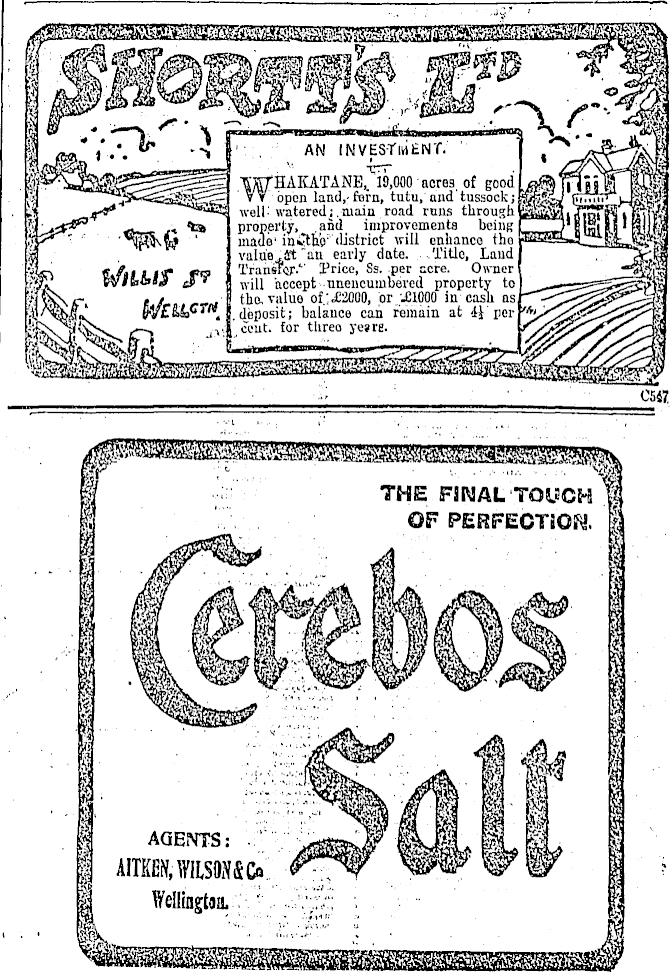 SHORTT'S LTD
AN INVESTMENT.
WHAKATANE, 19,000 acres of good
open land, fern, tutu, and tussock;
well watered; main road runs through
property, and improvements being
made in the district will enhance the
value at an early date. Title, Land
Transfer. Price, 8s. per acre. Owner
will accept unencumbered property to
the value of £2000, or £1000 in cash as
deposit; balance can remain at 4½ per
cent. for three years.
WILLIS ST
WELLGTN
C547
THE FINAL TOUCH
OF PERFECTION.
Cerebos
Salt
AGENTS:
AITKEN, WILSON & Co
Wellington.